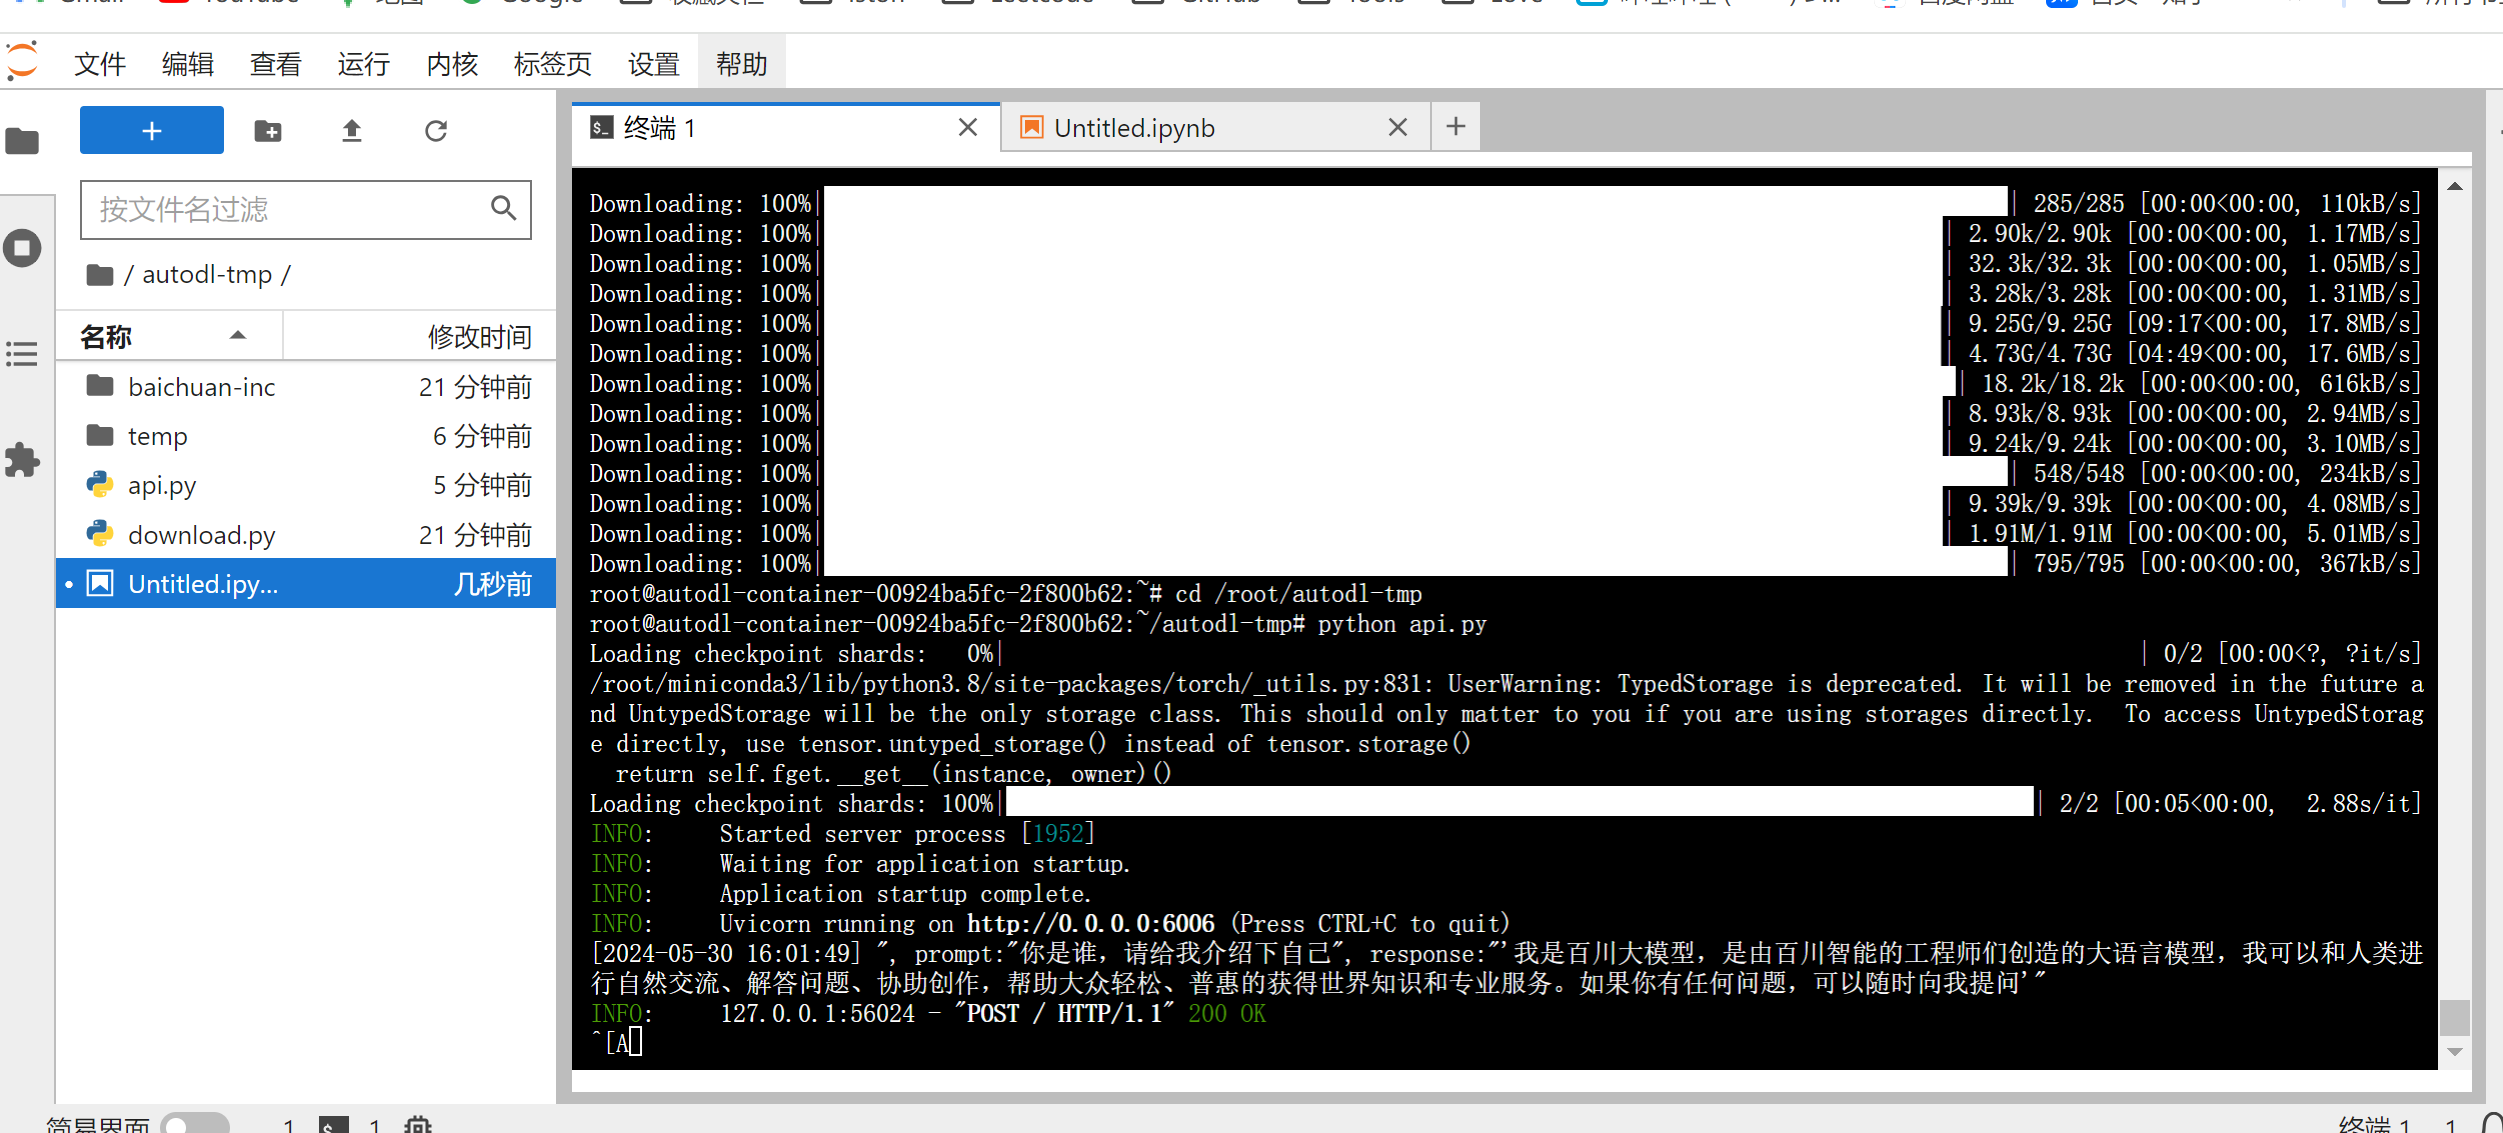 Gmail YouTube 地图 Google 收藏夹栏 Leetcode GitHub Tools Love
文件 编辑 查看 运行 内核 标签页 设置 帮助
终端 1
Untitled.ipynb
按文件名过滤
/ autodl-tmp /
名称 修改时间
baichuan-inc 21 分钟前
temp 6 分钟前
api.py 5 分钟前
download.py 21 分钟前
Untitled.ipy... 几秒前
Downloading: 100%| | 285/285 [00:00<00:00, 110kB/s]
Downloading: 100%| | 2.90k/2.90k [00:00<00:00, 1.17MB/s]
Downloading: 100%| | 32.3k/32.3k [00:00<00:00, 1.05MB/s]
Downloading: 100%| | 3.28k/3.28k [00:00<00:00, 1.31MB/s]
Downloading: 100%| | 9.25G/9.25G [09:17<00:00, 17.8MB/s]
Downloading: 100%| | 4.73G/4.73G [04:49<00:00, 17.6MB/s]
Downloading: 100%| | 18.2k/18.2k [00:00<00:00, 616kB/s]
Downloading: 100%| | 8.93k/8.93k [00:00<00:00, 2.94MB/s]
Downloading: 100%| | 9.24k/9.24k [00:00<00:00, 3.10MB/s]
Downloading: 100%| | 548/548 [00:00<00:00, 234kB/s]
Downloading: 100%| | 9.39k/9.39k [00:00<00:00, 4.08MB/s]
Downloading: 100%| | 1.91M/1.91M [00:00<00:00, 5.01MB/s]
Downloading: 100%| | 795/795 [00:00<00:00, 367kB/s]
root@autodl-container-00924ba5fc-2f800b62:~# cd /root/autodl-tmp
root@autodl-container-00924ba5fc-2f800b62:~/autodl-tmp# python api.py
Loading checkpoint shards:   0%| | 0/2 [00:00<?, ?it/s]
/root/miniconda3/lib/python3.8/site-packages/torch/_utils.py:831: UserWarning: TypedStorage is deprecated. It will be removed in the future a
nd UntypedStorage will be the only storage class. This should only matter to you if you are using storages directly.  To access UntypedStorag
e directly, use tensor.untyped_storage() instead of tensor.storage()
  return self.fget.__get__(instance, owner)()
Loading checkpoint shards: 100%| | 2/2 [00:05<00:00,  2.88s/it]
INFO:     Started server process [1952]
INFO:     Waiting for application startup.
INFO:     Application startup complete.
INFO:     Uvicorn running on http://0.0.0.0:6006 (Press CTRL+C to quit)
[2024-05-30 16:01:49] ", prompt:"你是谁，请给我介绍下自己", response:"'我是百川大模型，是由百川智能的工程师们创造的大语言模型，我可以和人类进
行自然交流、解答问题、协助创作，帮助大众轻松、普惠的获得世界知识和专业服务。如果你有任何问题，可以随时向我提问'"
INFO:     127.0.0.1:56024 - "POST / HTTP/1.1" 200 OK
^[A
简易界面 1 1 终端 1 1